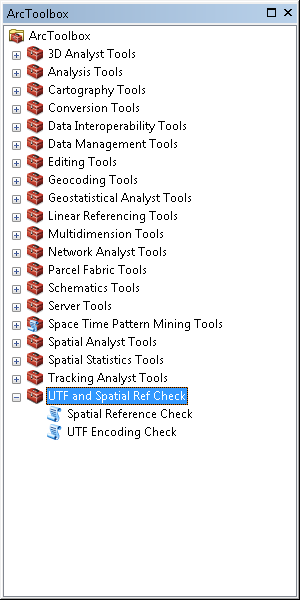 ArcToolbox
ArcToolbox
3D Analyst Tools
Analysis Tools
Cartography Tools
Conversion Tools
Data Interoperability Tools
Data Management Tools
Editing Tools
Geocoding Tools
Geostatistical Analyst Tools
Linear Referencing Tools
Multidimension Tools
Network Analyst Tools
Parcel Fabric Tools
Schematics Tools
Server Tools
Space Time Pattern Mining Tools
Spatial Analyst Tools
Spatial Statistics Tools
Tracking Analyst Tools
UTF and Spatial Ref Check
Spatial Reference Check
UTF Encoding Check